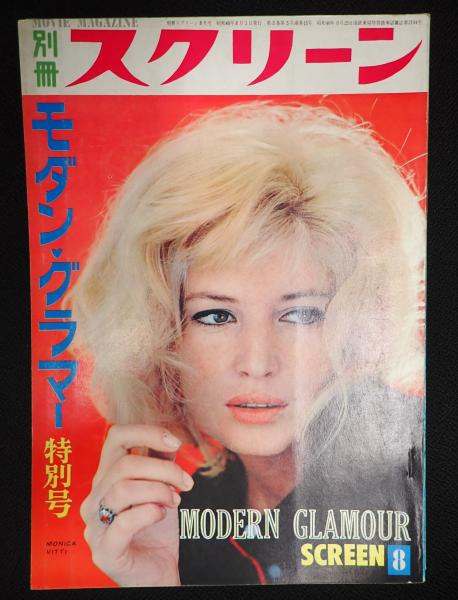 MOVIE MAGAZINE
別冊
スクリーン
モダン・グラマー
特別号
MONICA
VITTI
MODERN GLAMOUR
SCREEN 8